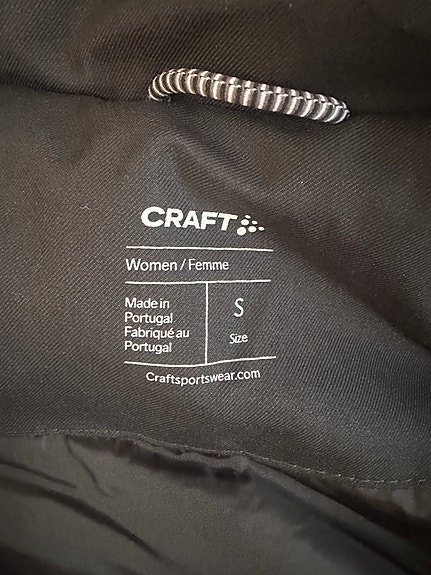 CRAFT
Women / Femme
Made in
Portugal
Fabriqué au
Portugal
S
Size
Craftsportswear.com